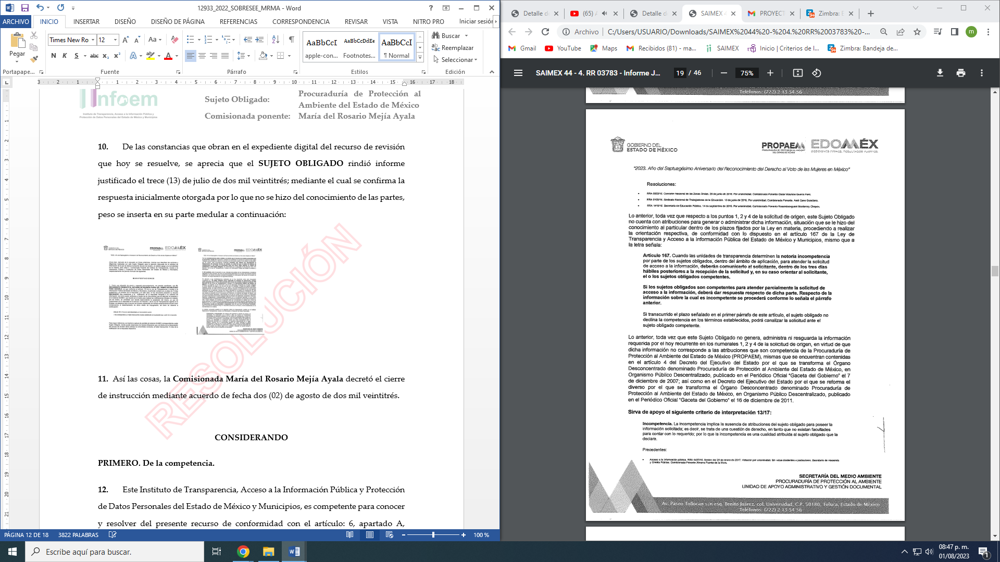 12933_2022_SOBRESEE_MRMA - Word
ARCHIVO INICIO INSERTAR DISEÑO DISEÑO DE PÁGINA REFERENCIAS CORRESPONDENCIA REVISAR VISTA NITRO PRO Iniciar sesión
Times New Ro 12
Pegar
N K S abc x₂ x²
AaBbCcI AaBbCcDdEe AaBbCcI
apple-con... Footnotes... ¶ Normal
Buscar
Reemplazar
Seleccionar
Portapape... Fuente Párrafo Estilos Edición
Infoem
Instituto de Transparencia, Acceso a la Información Pública y
Protección de Datos Personales del Estado de México y Municipios
Sujeto Obligado: Procuraduría de Protección al
Ambiente del Estado de México
Comisionada ponente: María del Rosario Mejía Ayala
10. De las constancias que obran en el expediente digital del recurso de revisión
que hoy se resuelve, se aprecia que el SUJETO OBLIGADO rindió informe
justificado el trece (13) de julio de dos mil veintitrés; mediante el cual se confirma la
respuesta inicialmente otorgada por lo que no se hizo del conocimiento de las partes,
peso se inserta en su parte medular a continuación:
RESOLUCIÓN
MANIFESTACIONES
11. Así las cosas, la Comisionada María del Rosario Mejía Ayala decretó el cierre
de instrucción mediante acuerdo de fecha dos (02) de agosto de dos mil veintitrés.
CONSIDERANDO
PRIMERO. De la competencia.
12. Este Instituto de Transparencia, Acceso a la Información Pública y Protección
de Datos Personales del Estado de México y Municipios, es competente para conocer
y resolver del presente recurso de conformidad con el artículo: 6, apartado A,
PÁGINA 12 DE 18 3822 PALABRAS 100 %
Detalle de (65) Detalle de SAIMEX 4 PROYECT Zimbra: E
Archivo C:/Users/USUARIO/Downloads/SAIMEX%2044%20-%204.%20RR%2003783%20-... m
Gmail YouTube Maps Recibidos (81) - ma... SAIMEX Inicio | Criterios de I... Zimbra: Bandeja de...
SAIMEX 44 - 4. RR 03783 - Informe J... 19 / 46 75%
Teléfonos: (722) 2 13 54 56
GOBIERNO DEL
ESTADO DE MÉXICO
PROPAEM
EDOMÉX
DECISIONES FIRMES, RESULTADOS FUERTES.
"2023. Año del Septuagésimo Aniversario del Reconocimiento del Derecho al Voto de las Mujeres en México"
Resoluciones:
Lo anterior, toda vez que respecto a los puntos 1, 2 y 4 de la solicitud de origen, este Sujeto Obligado
no cuenta con atribuciones para generar o administrar dicha información, situación que se le hizo del
conocimiento al particular dentro de los plazos fijados por la Ley en materia, procediendo a realizar
la orientación respectiva, de conformidad con lo dispuesto en el artículo 167 de la Ley de
Transparencia y Acceso a la Información Pública del Estado de México y Municipios, mismo que a
la letra señala:
Artículo 167. Cuando las unidades de transparencia determinen la notoria incompetencia
por parte de los sujetos obligados, dentro del ámbito de aplicación, para atender la solicitud
de acceso a la información, deberán comunicarlo al solicitante, dentro de los tres días
hábiles posteriores a la recepción de la solicitud y, en su caso orientar al solicitante,
el o los sujetos obligados competentes.
Si los sujetos obligados son competentes para atender parcialmente la solicitud de
acceso a la información, deberá dar respuesta respecto de dicha parte. Respecto de la
información sobre la cual es incompetente se procederá conforme lo señala el párrafo
anterior.
Si transcurrido el plazo señalado en el primer párrafo de este artículo, el sujeto obligado no
declina la competencia en los términos establecidos, podrá canalizar la solicitud ante el
sujeto obligado competente.
Lo anterior, toda vez que este Sujeto Obligado no genera, administra ni resguarda la información
requerida por el hoy recurrente en los numerales 1, 2 y 4 de la solicitud de origen, en virtud de que
dicha información no corresponde a las atribuciones que son competencia de la Procuraduría de
Protección al Ambiente del Estado de México (PROPAEM), mismas que se encuentran contenidas
en el artículo 4 del Decreto del Ejecutivo del Estado por el que se transforma el Órgano
Desconcentrado denominado Procuraduría de Protección al Ambiente del Estado de México, en
Organismo Público Descentralizado, publicado en el Periódico Oficial "Gaceta del Gobierno" el 7
de diciembre de 2007; así como en el Decreto del Ejecutivo del Estado por el que se reforma el
diverso por el que se transforma el Órgano Desconcentrado denominado Procuraduría de
Protección al Ambiente del Estado de México, en Organismo Público Descentralizado, publicado
en el Periódico Oficial "Gaceta del Gobierno" el 16 de diciembre de 2011.
Sirva de apoyo el siguiente criterio de interpretación 13/17:
Incompetencia. La incompetencia implica la ausencia de atribuciones del sujeto obligado para poseer la
información solicitada; es decir, se trata de una cuestión de derecho, en tanto que no existan facultades
para contar con lo requerido; por lo que la incompetencia es una cualidad atribuida al sujeto obligado que la
declara.
Precedentes:
SECRETARÍA DEL MEDIO AMBIENTE
PROCURADURÍA DE PROTECCIÓN AL AMBIENTE
UNIDAD DE APOYO ADMINISTRATIVO Y GESTIÓN DOCUMENTAL
Av. Paseo Tollocan s/n esq. Benito Juárez, col. Universidad, C.P. 50180, Toluca, Estado de México
Teléfonos: (722) 2 13 54 56
Escribe aquí para buscar.
08:47 p. m.
01/08/2023
1